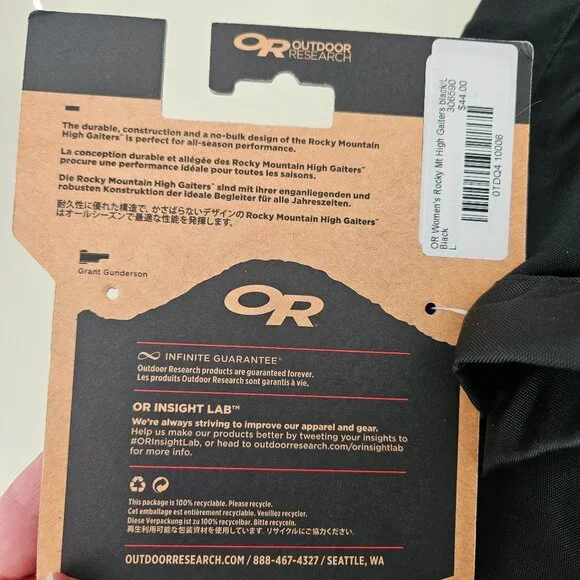 OR OUTDOOR
RESEARCH
The durable, construction and a no-bulk design of the Rocky Mountain
High Gaiters™ is perfect for all-season performance.
La conception durable et allégée des Rocky Mountain High Gaiters™
procure une performance idéale pour toutes les saisons.
Die Rocky Mountain High Gaiters™ sind mit ihrer enganliegenden und
robusten Konstruktion der Ideale Begleiter für alle Jahreszeiten.
耐久性に優れた構造で、かさばらないデザインの Rocky Mountain High Gaiters™
はオールシーズンで最適な性能を発揮します。
Grant Gunderson
OR
INFINITE GUARANTEE®
Outdoor Research products are guaranteed forever.
Les produits Outdoor Research sont garantis à vie.
OR INSIGHT LAB™
We're always striving to improve our apparel and gear.
Help us make our products better by tweeting your insights to
#ORInsightLab, or head to outdoorresearch.com/orinsightlab
for more info.
This package is 100% recyclable. Please recycle.
Cet emballage est entièrement recyclable. Veuillez recycler.
Diese Verpackung ist zu 100% recycelbar. Bitte recyceln.
再生利用可能な包装資材を使用しています。リサイクルにご協力ください。
OUTDOORRESEARCH.COM / 888-467-4327 / SEATTLE, WA
OR Women's Rocky Mt High Gaiters black/L
Black
L
306590
$44.00
0TDQ4 10006